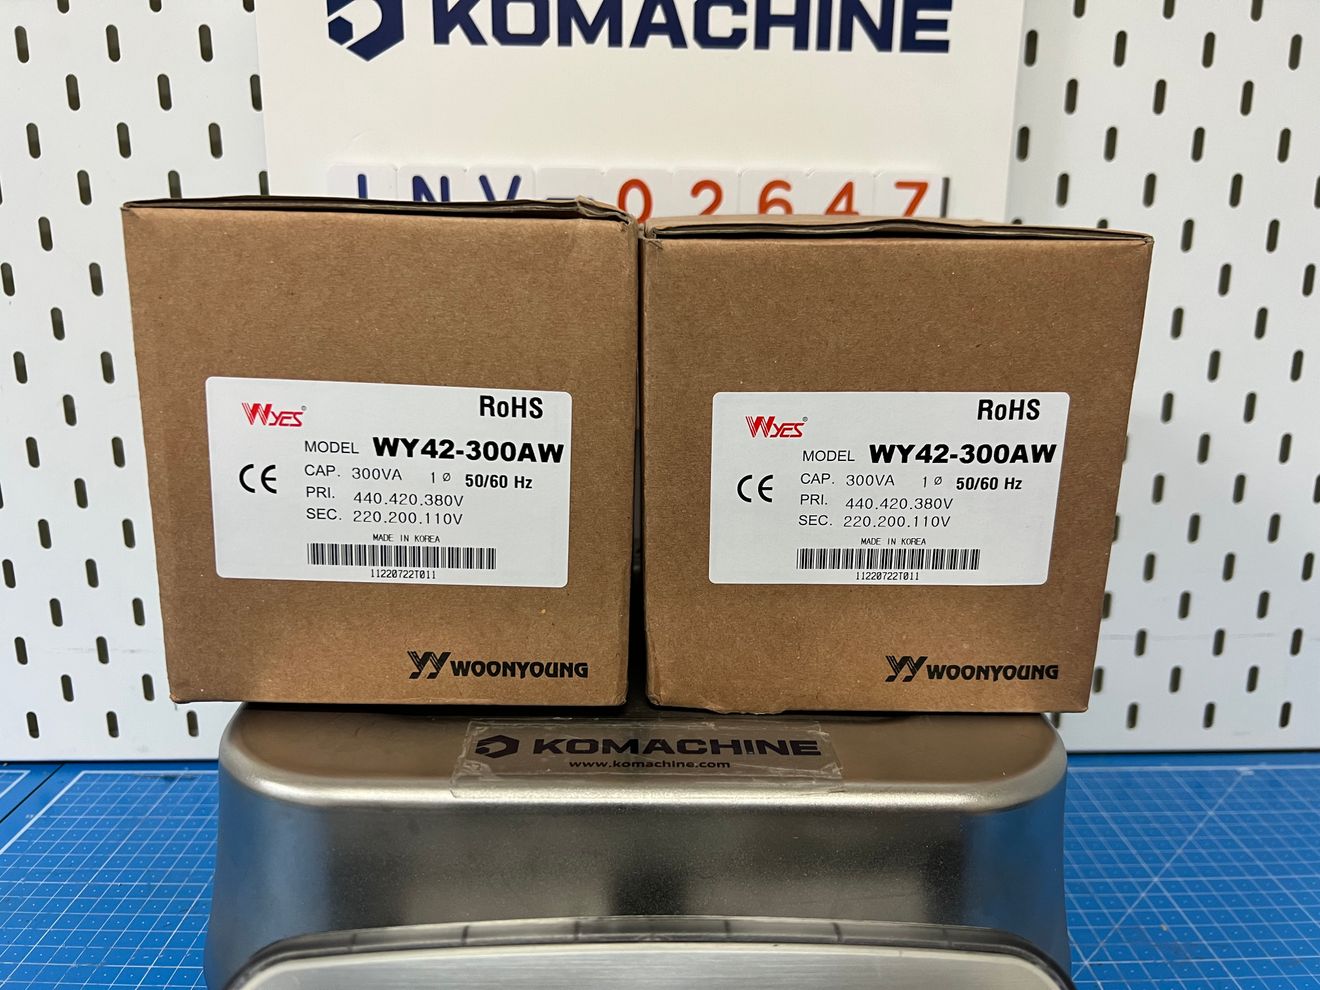 KOMACHINE
INV-02647
WYES®
RoHS
MODEL WY42-300AW
CE
CAP. 300VA 1Ø 50/60 Hz
PRI. 440.420.380V
SEC. 220.200.110V
MADE IN KOREA
11220722T011
WOONYOUNG
WYES®
RoHS
MODEL WY42-300AW
CE
CAP. 300VA 1Ø 50/60 Hz
PRI. 440.420.380V
SEC. 220.200.110V
MADE IN KOREA
11220722T011
WOONYOUNG
KOMACHINE
www.komachine.com